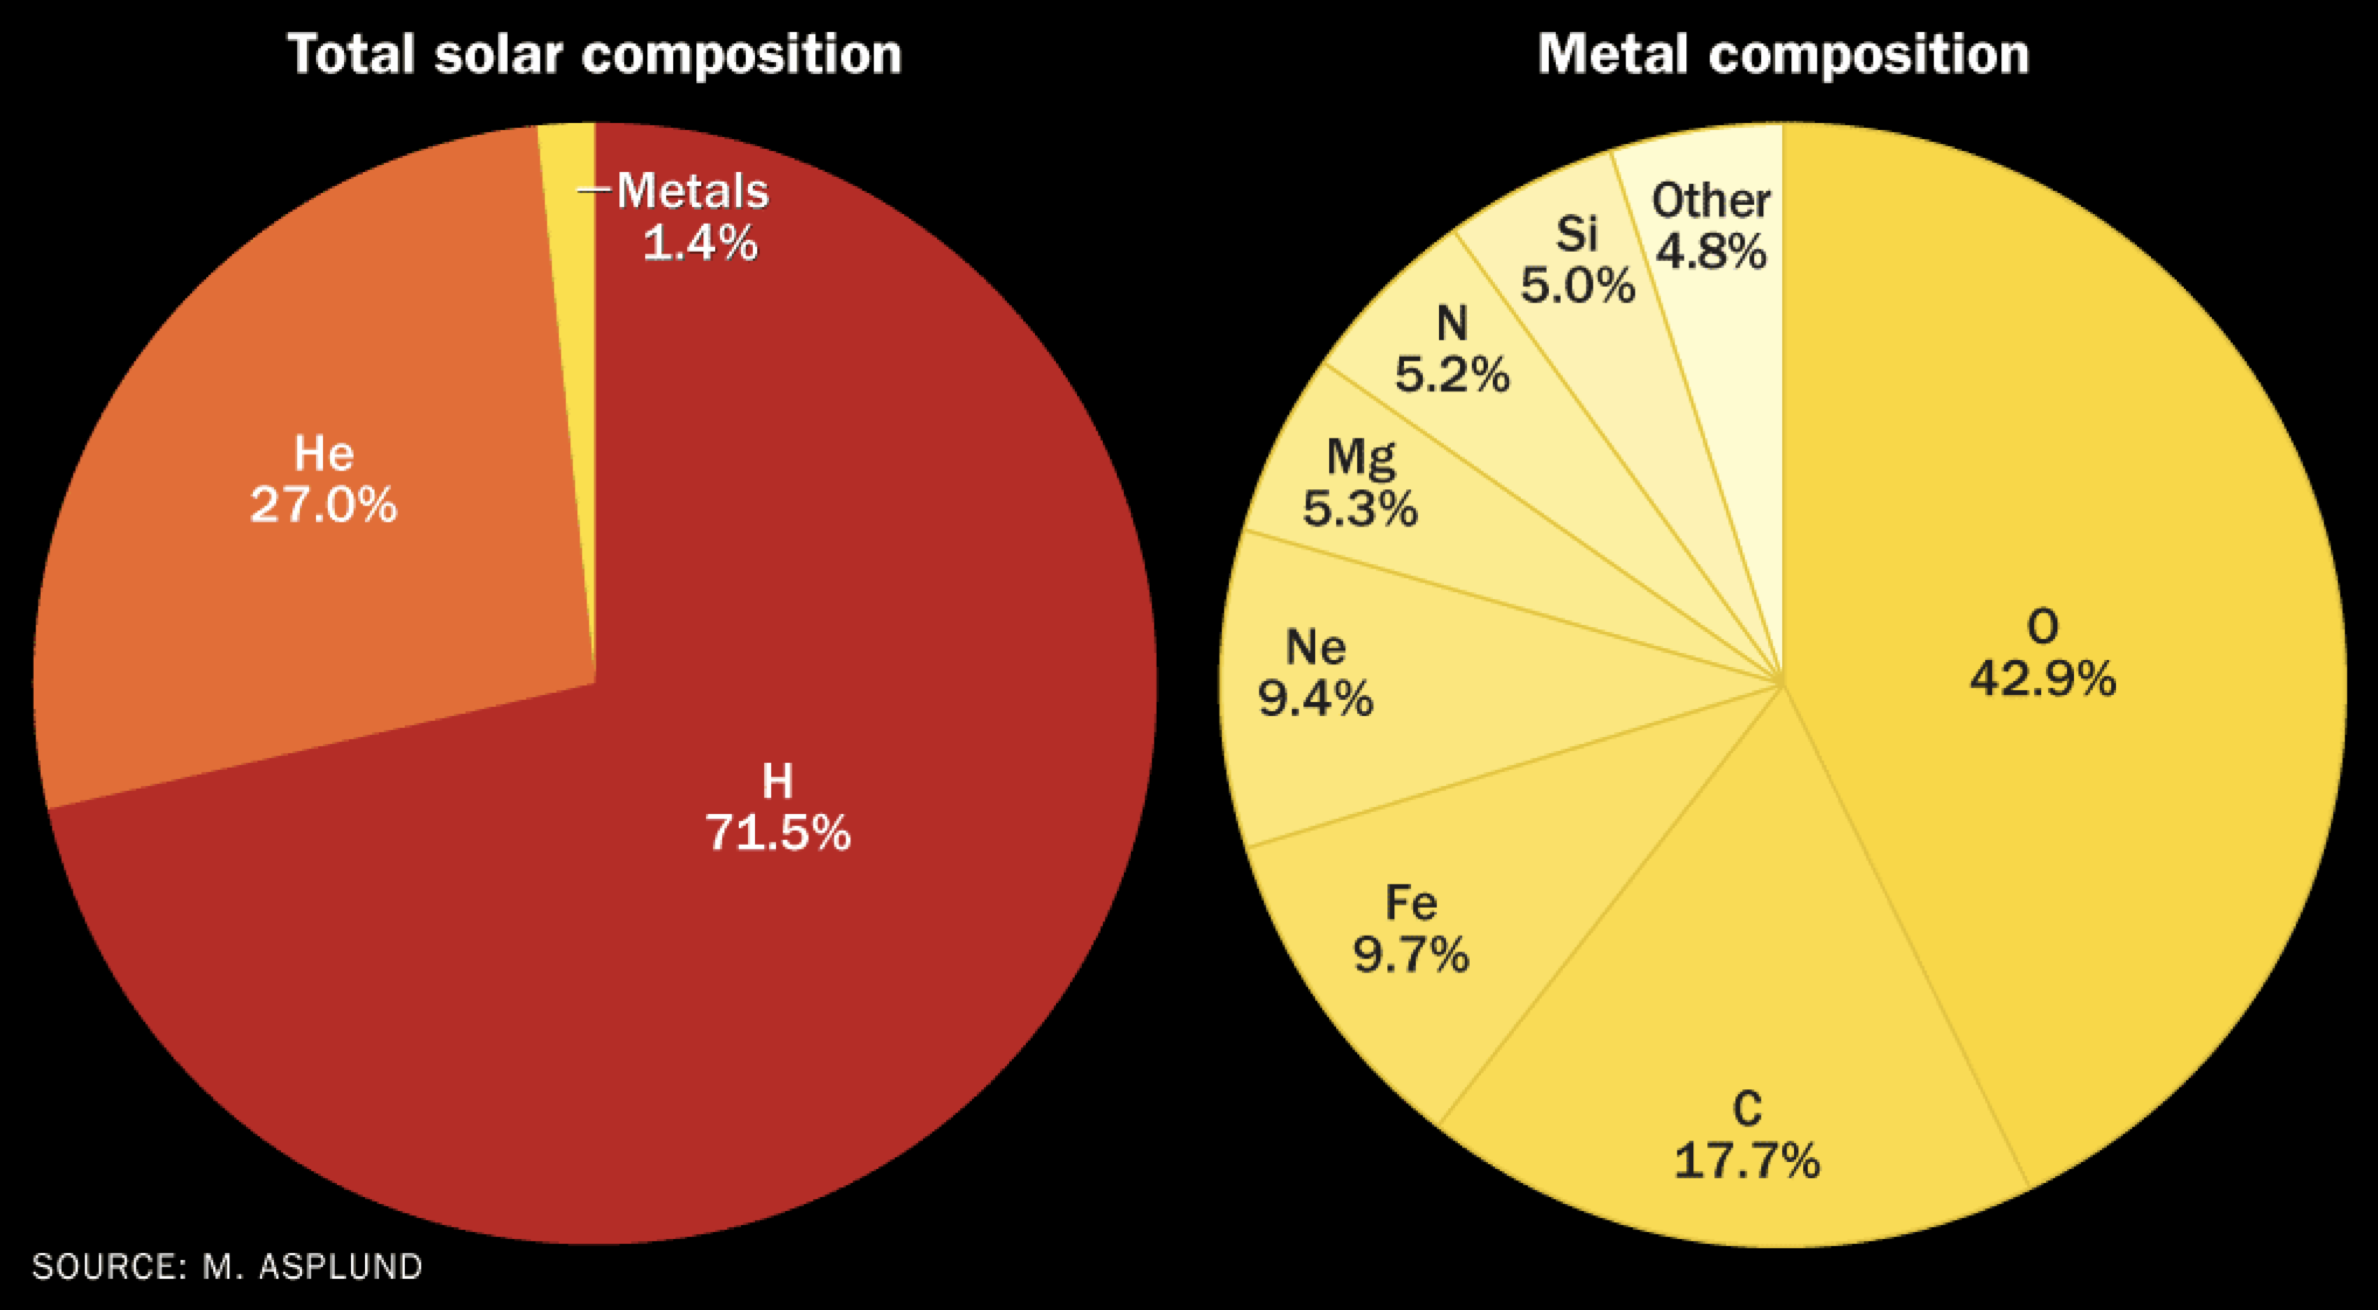 Total solar composition
Metals
1.4%
He
27.0%
H
71.5%
Metal composition
Other
4.8%
Si
5.0%
N
5.2%
Mg
5.3%
Ne
9.4%
Fe
9.7%
C
17.7%
O
42.9%
SOURCE: M. ASPLUND